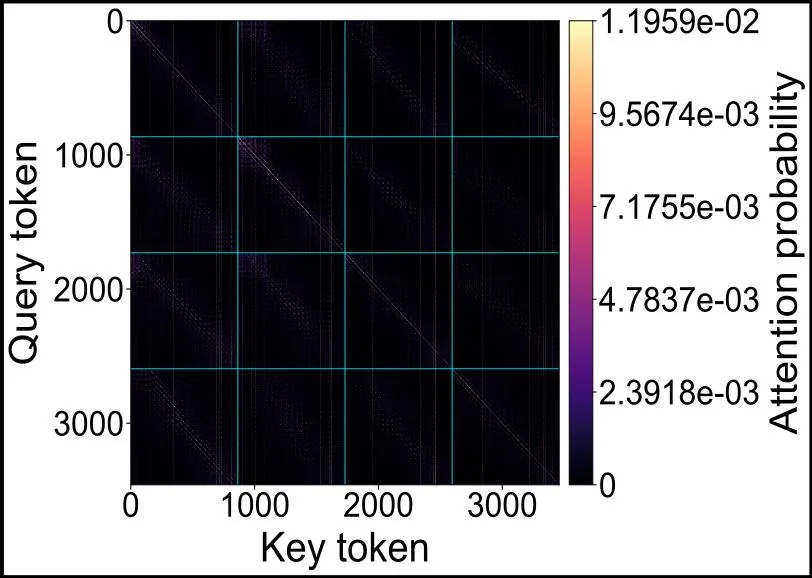 Query token
0
1000
2000
3000
0 1000 2000 3000
Key token
1.1959e-02
9.5674e-03
7.1755e-03
4.7837e-03
2.3918e-03
0
Attention probability